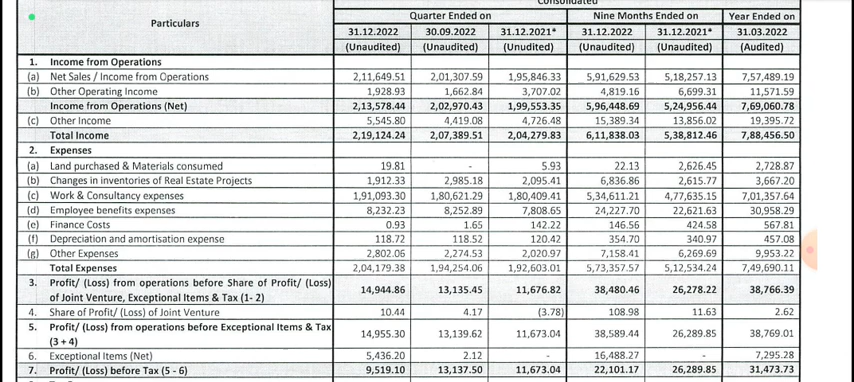 Consolidated
Particulars Quarter Ended on Nine Months Ended on Year Ended on
31.12.2022 30.09.2022 31.12.2021* 31.12.2022 31.12.2021* 31.03.2022
(Unaudited) (Unaudited) (Unudited) (Unaudited) (Unaudited) (Audited)
1. Income from Operations
(a) Net Sales / Income from Operations 2,11,649.51 2,01,307.59 1,95,846.33 5,91,629.53 5,18,257.13 7,57,489.19
(b) Other Operating Income 1,928.93 1,662.84 3,707.02 4,819.16 6,699.31 11,571.59
Income from Operations (Net) 2,13,578.44 2,02,970.43 1,99,553.35 5,96,448.69 5,24,956.44 7,69,060.78
(c) Other Income 5,545.80 4,419.08 4,726.48 15,389.34 13,856.02 19,395.72
Total Income 2,19,124.24 2,07,389.51 2,04,279.83 6,11,838.03 5,38,812.46 7,88,456.50
2. Expenses
(a) Land purchased & Materials consumed 19.81 - 5.93 22.13 2,626.45 2,728.87
(b) Changes in inventories of Real Estate Projects 1,912.33 2,985.18 2,095.41 6,836.86 2,615.77 3,667.20
(c) Work & Consultancy expenses 1,91,093.30 1,80,621.29 1,80,409.41 5,34,611.21 4,77,635.15 7,01,357.64
(d) Employee benefits expenses 8,232.23 8,252.89 7,808.65 24,227.70 22,621.63 30,958.29
(e) Finance Costs 0.93 1.65 142.22 146.56 424.58 567.81
(f) Depreciation and amortisation expense 118.72 118.52 120.42 354.70 340.97 457.08
(g) Other Expenses 2,802.06 2,274.53 2,020.97 7,158.41 6,269.69 9,953.22
Total Expenses 2,04,179.38 1,94,254.06 1,92,603.01 5,73,357.57 5,12,534.24 7,49,690.11
3. Profit/ (Loss) from operations before Share of Profit/ (Loss)
of Joint Venture, Exceptional Items & Tax (1- 2) 14,944.86 13,135.45 11,676.82 38,480.46 26,278.22 38,766.39
4. Share of Profit/ (Loss) of Joint Venture 10.44 4.17 (3.78) 108.98 11.63 2.62
5. Profit/ (Loss) from operations before Exceptional Items & Tax
(3 + 4) 14,955.30 13,139.62 11,673.04 38,589.44 26,289.85 38,769.01
6. Exceptional Items (Net) 5,436.20 2.12 - 16,488.27 - 7,295.28
7. Profit/ (Loss) before Tax (5 - 6) 9,519.10 13,137.50 11,673.04 22,101.17 26,289.85 31,473.73